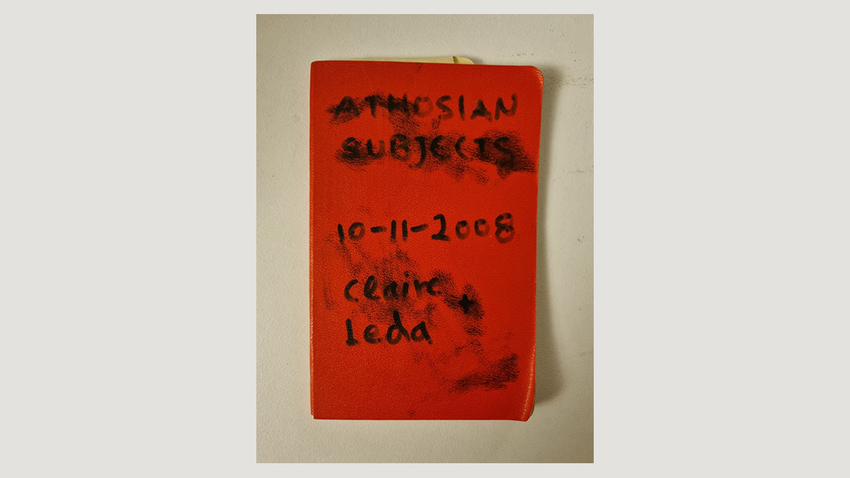 ATHOSIAN
SUBJECTS
10-11-2008
Claire +
Leda